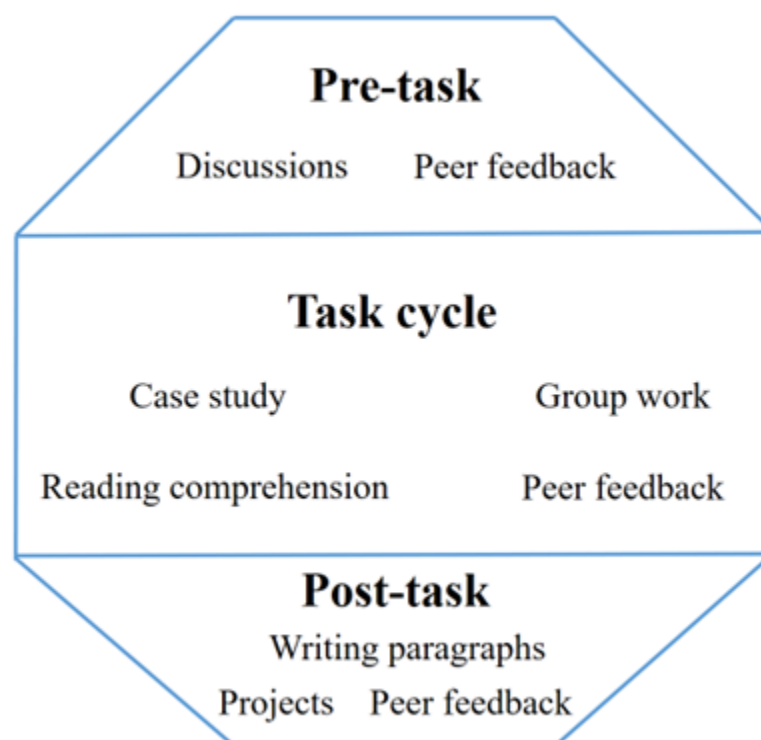 Pre-task
Discussions Peer feedback
Task cycle
Case study Group work
Reading comprehension Peer feedback
Post-task
Writing paragraphs
Projects Peer feedback